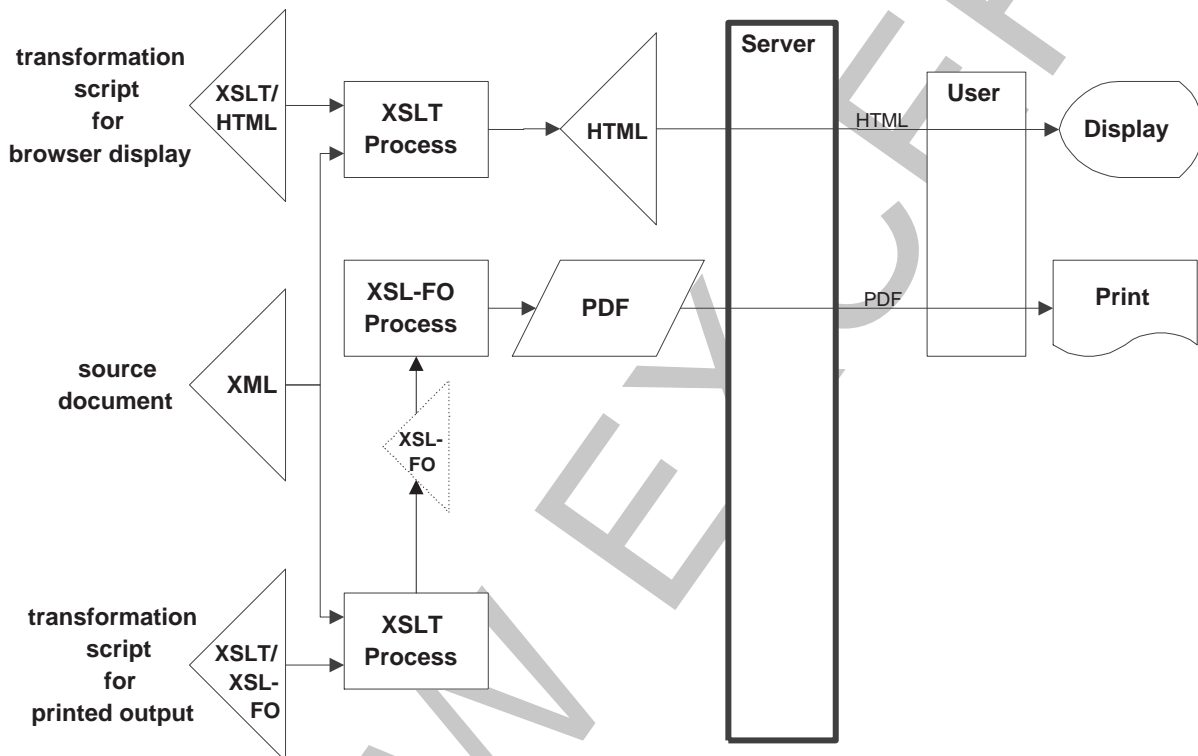 transformation
script
for
browser display
XSLT/
HTML
XSLT
Process
HTML
Server
HTML
User
Display
source
document
XML
XSL-FO
Process
PDF
PDF
Print
XSL-
FO
transformation
script
for
printed output
XSLT/
XSL-
FO
XSLT
Process